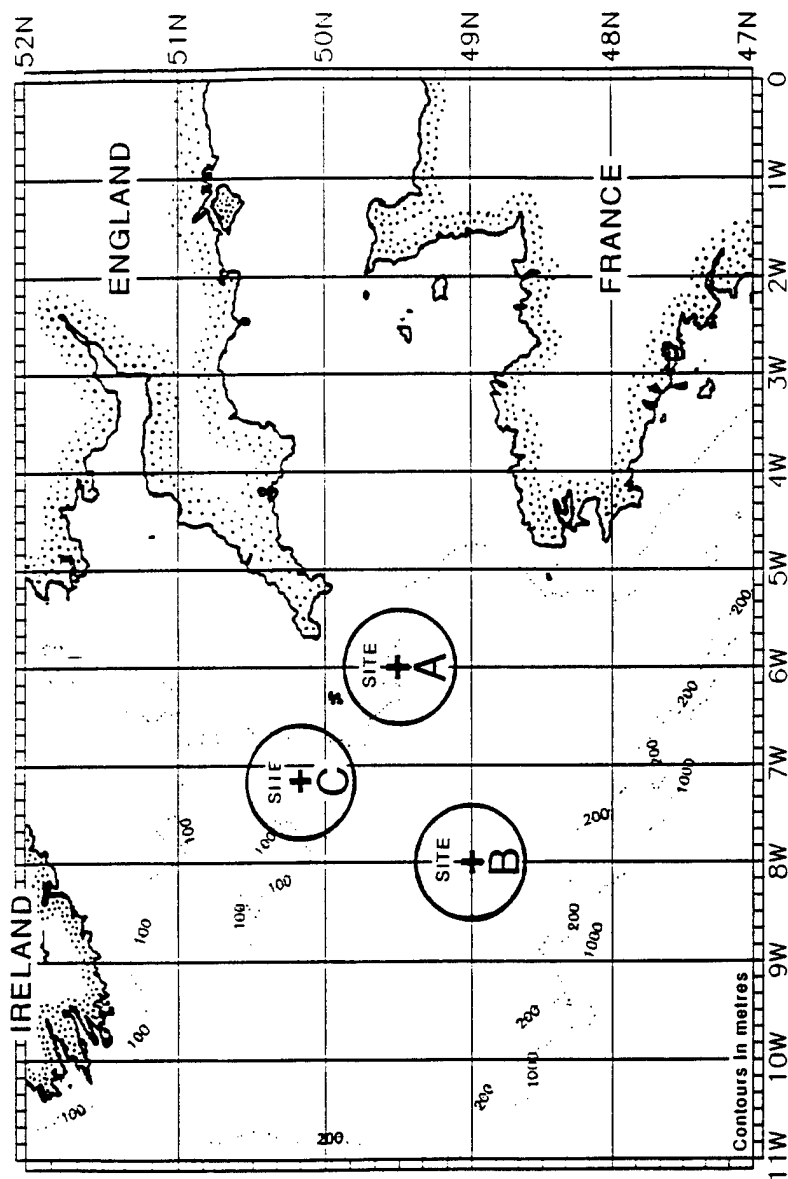 52N
51N
50N
49N
48N
47N
0
1W
2W
3W
4W
5W
6W
7W
8W
9W
10W
11W
ENGLAND
FRANCE
IRELAND
SITE
A
SITE
C
SITE
B
200
200
200
1000
200
100
100
100
100
100
100
100
200
1000
200
1000
200
200
Contours in metres